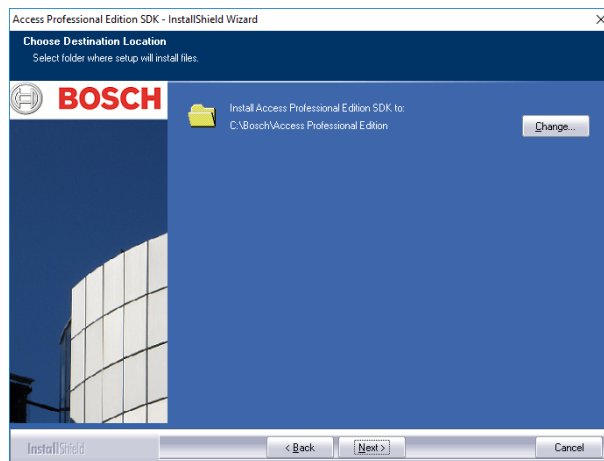 Access Professional Edition SDK - InstallShield Wizard
Choose Destination Location
Select folder where setup will install files.
BOSCH
Install Access Professional Edition SDK to:
C:\Bosch\Access Professional Edition
Change...
InstallShield
< Back
Next >
Cancel